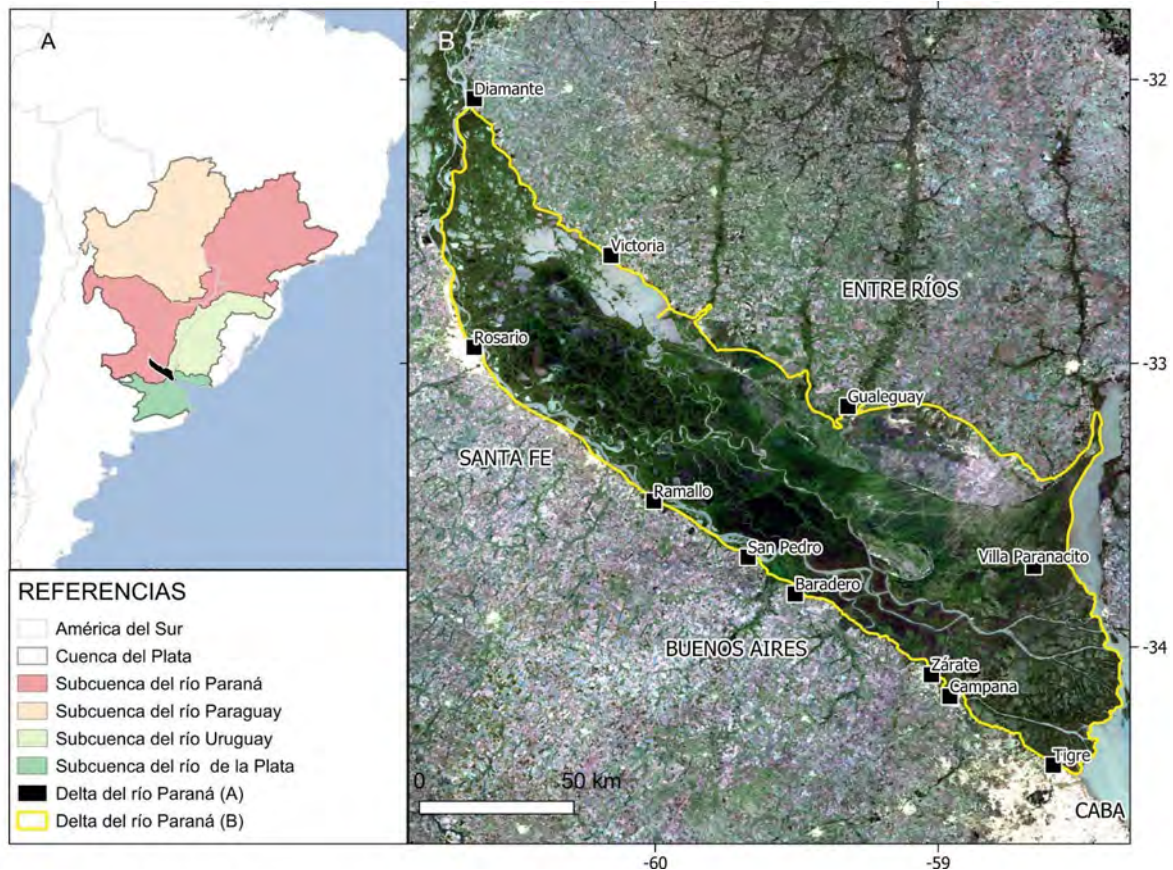 A
REFERENCIAS
América del Sur
Cuenca del Plata
Subcuenca del río Paraná
Subcuenca del río Paraguay
Subcuenca del río Uruguay
Subcuenca del río de la Plata
Delta del río Paraná (A)
Delta del río Paraná (B)
B
Diamante
-32
Victoria
ENTRE RÍOS
Rosario
-33
Gualeguay
SANTA FE
Ramallo
San Pedro
Villa Paranacito
Baradero
BUENOS AIRES
-34
Zárate
Campana
Tigre
0
50 km
CABA
-60
-59